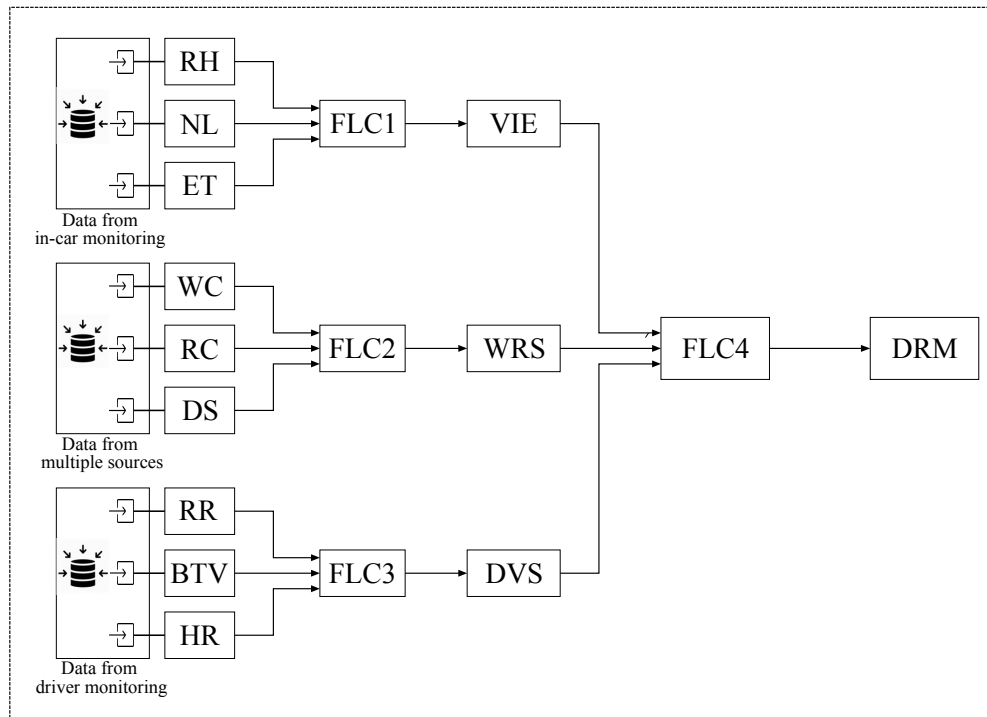 RH
NL
ET
FLC1
VIE
Data from
in-car monitoring
WC
RC
DS
FLC2
WRS
FLC4
DRM
Data from
multiple sources
RR
BTV
HR
FLC3
DVS
Data from
driver monitoring